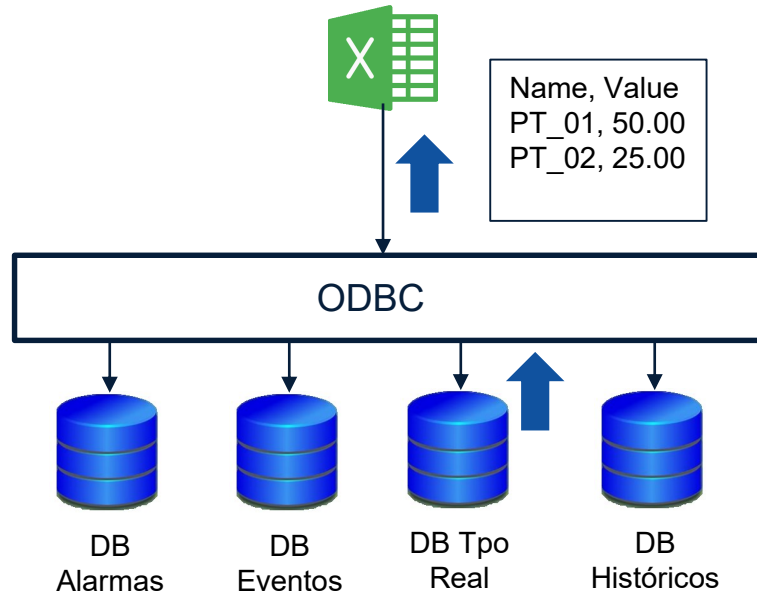 X
Name, Value
PT_01, 50.00
PT_02, 25.00
ODBC
DB
Alarmas
DB
Eventos
DB Tpo
Real
DB
Históricos